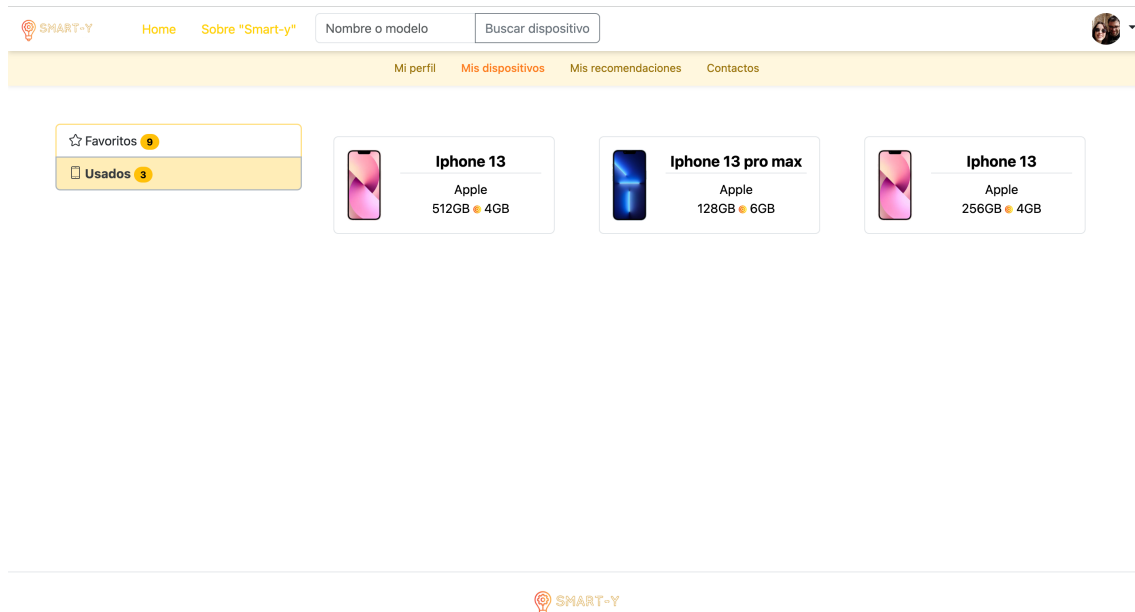 SMART-Y
Home
Sobre "Smart-y"
Nombre o modelo
Buscar dispositivo
Mi perfil
Mis dispositivos
Mis recomendaciones
Contactos
Favoritos 9
Usados 3
Iphone 13
Apple
512GB 4GB
Iphone 13 pro max
Apple
128GB 6GB
Iphone 13
Apple
256GB 4GB
SMART-Y